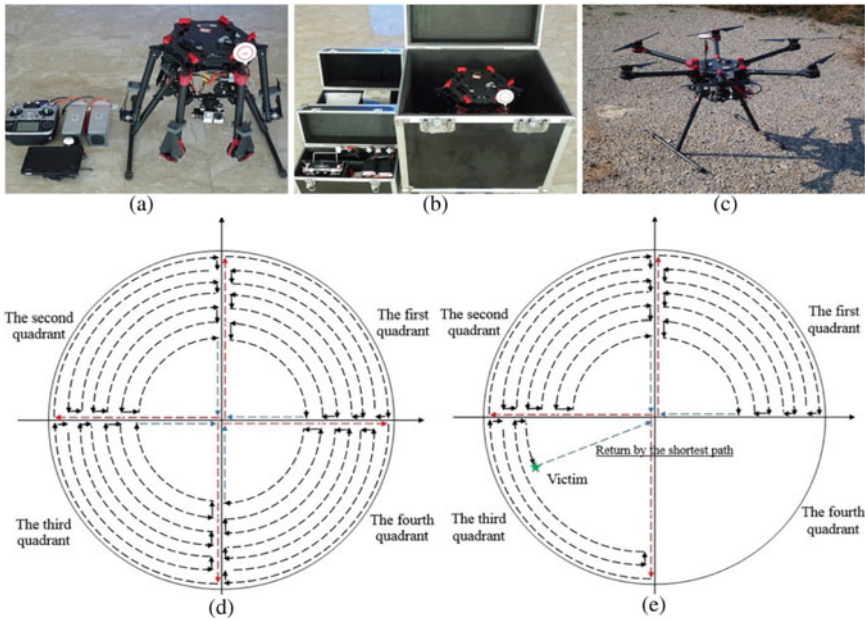 (a)
(b)
(c)
The second
quadrant
The first
quadrant
The third
quadrant
The fourth
quadrant
(d)
The second
quadrant
The first
quadrant
Return by the shortest path
Victim
The third
quadrant
The fourth
quadrant
(e)